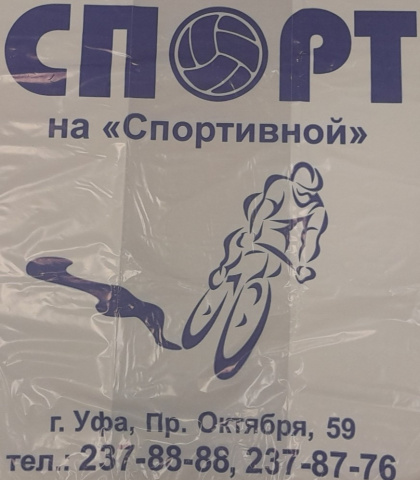 СПОРТ
на «Спортивной»
г. Уфа, Пр. Октября, 59
тел.: 237-88-88, 237-87-76